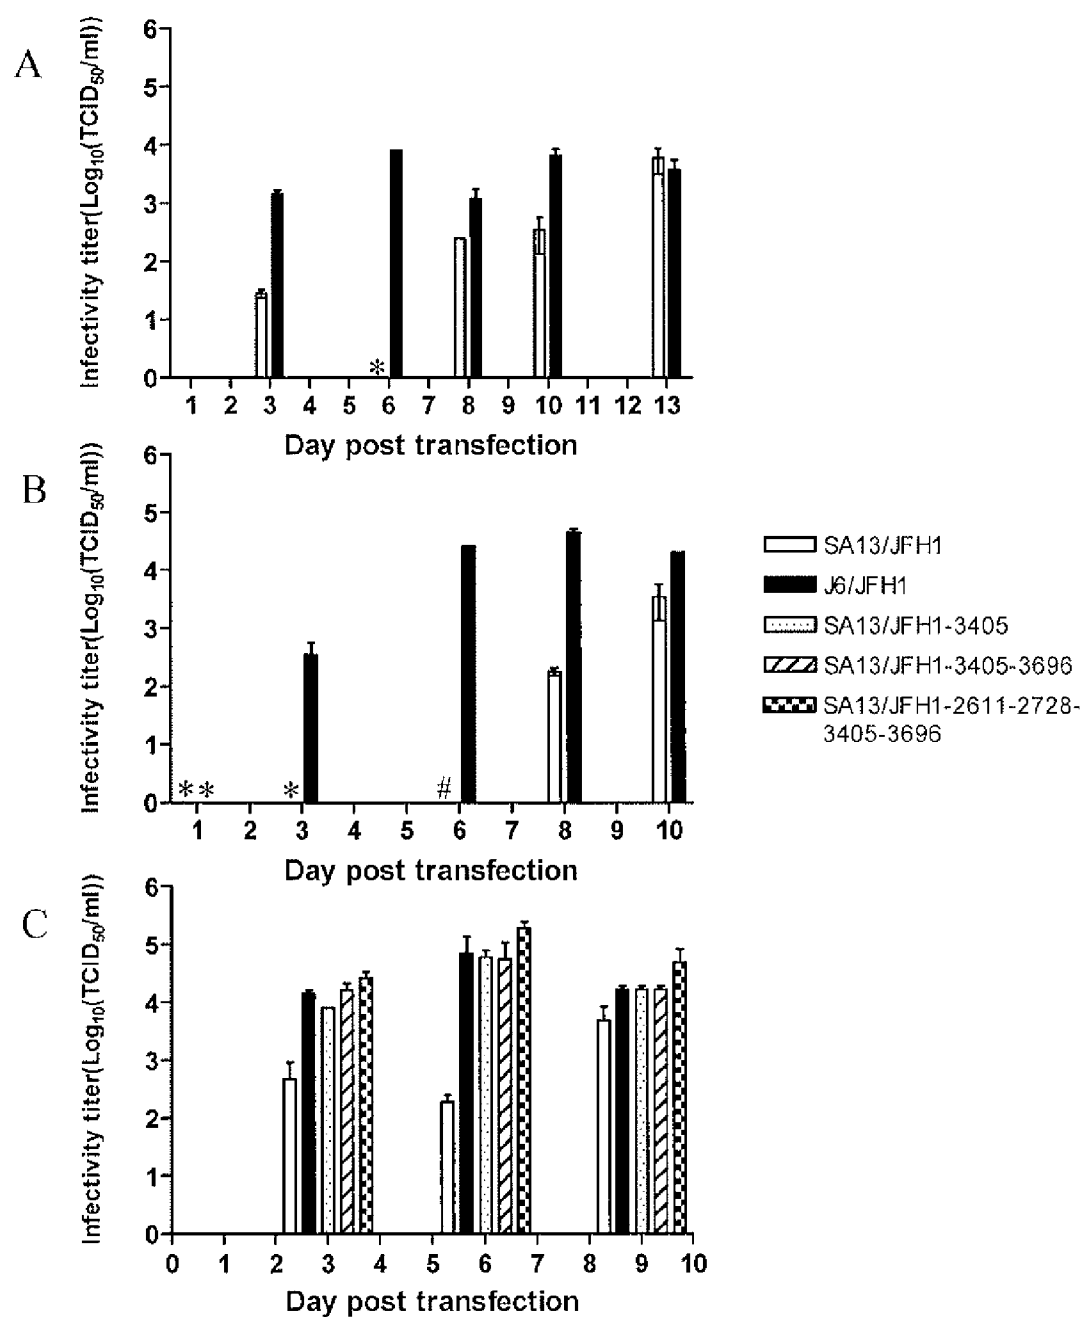 A
Infectivity titer(Log10(TCID50/ml))
6
5
4
3
2
1
0
*
1 2 3 4 5 6 7 8 9 10 11 12 13
Day post transfection
B
Infectivity titer(Log10(TCID50/ml))
6
5
4
3
2
1
0
* * * #
1 2 3 4 5 6 7 8 9 10
Day post transfection
SA13/JFH1
J6/JFH1
SA13/JFH1-3405
SA13/JFH1-3405-3696
SA13/JFH1-2611-2728-
3405-3696
C
Infectivity titer(Log10(TCID50/ml))
6
5
4
3
2
1
0
0 1 2 3 4 5 6 7 8 9 10
Day post transfection